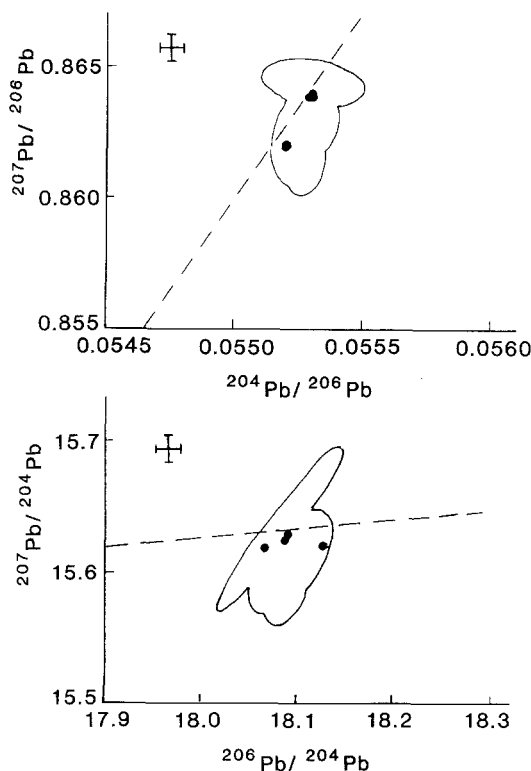 0.865
0.860
0.855
²⁰⁷Pb/ ²⁰⁶Pb
0.0545 0.0550 0.0555 0.0560
²⁰⁴Pb/ ²⁰⁶Pb
15.7
15.6
15.5
²⁰⁷Pb/ ²⁰⁴Pb
17.9 18.0 18.1 18.2 18.3
²⁰⁶Pb/ ²⁰⁴Pb